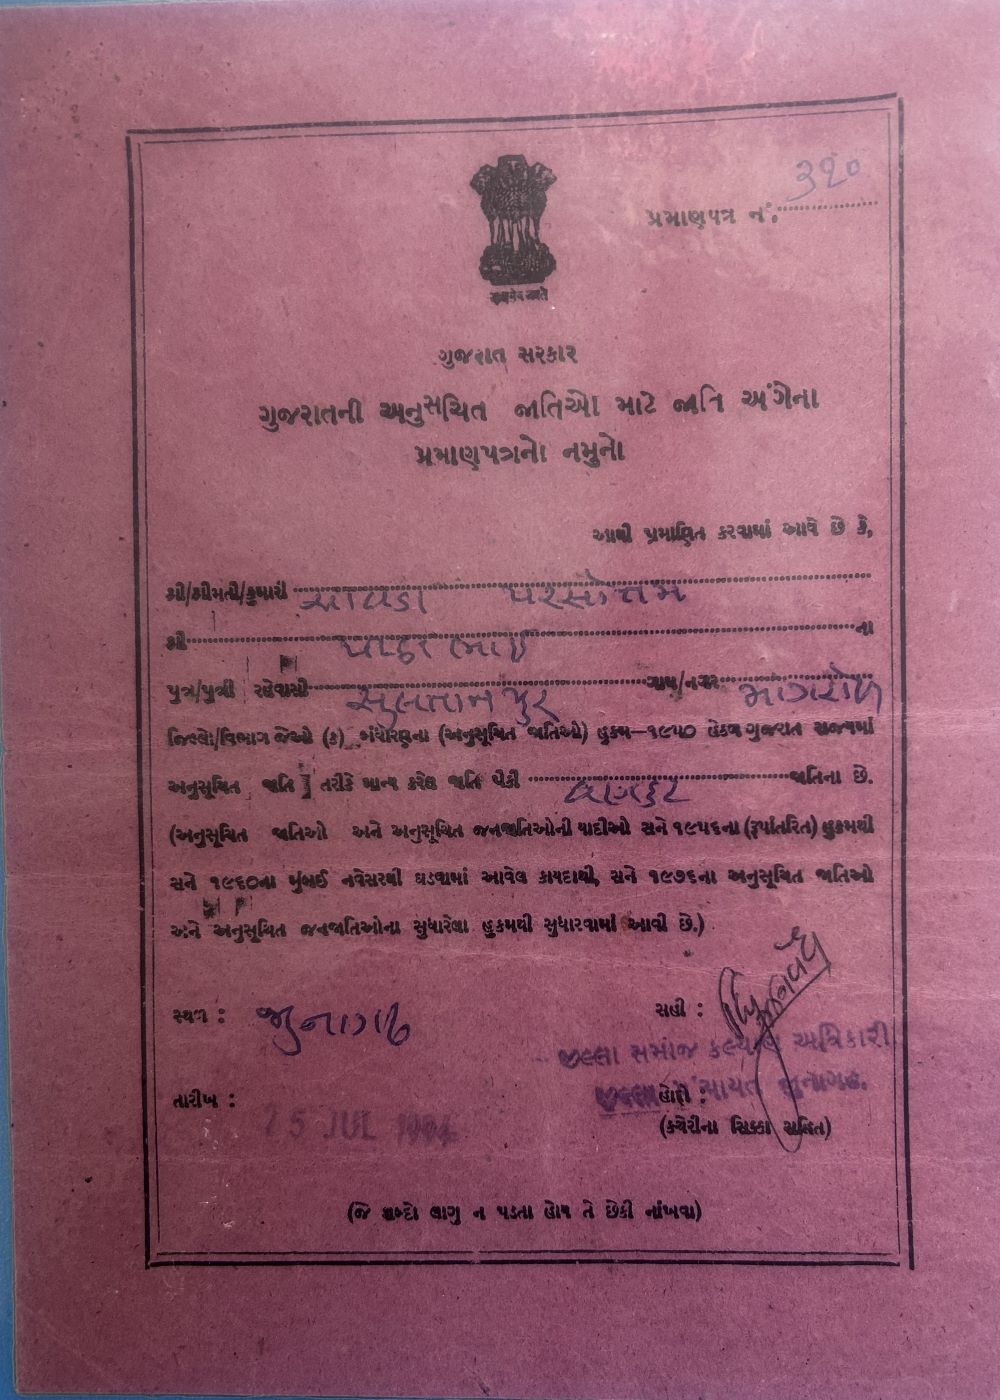 ૩૧૦
પ્રમાણપત્ર નં.
સત્યમેવ જયતે
ગુજરાત સરકાર
ગુજરાતની અનુસચિત જાતિઓ માટે જાતિ અંગેના
પ્રમાણપત્રનો નમુનો
આથી પ્રમાણિત કરવામાં આવે છે કે,
શ્રી/શ્રીમતી/કુમારી ચાવડા પરસોત્તમ
શ્રી ના
પુત્ર/પુત્રી રહેવાસી સુલતાનપુર ગામ/નગર માંગરોળ
જિલ્લો/વિભાગ જેઓ (ક) બંધારણના (અનુસૂચિત જાતિઓ) હુકમ—૧૯૫૦ હેઠળ ગુજરાત રાજ્યમાં
અનુસૂચિત જાતિ તરીકે માન્ય કરેલ જાતિ પૈકી વણકર જાતિના છે.
(અનુસૂચિત જાતિઓ અને અનુસૂચિત જનજાતિઓની યાદીઓ સને ૧૯૫૬ના (રૂપાંતરિત) હુકમથી
સને ૧૯૬૦ના મુંબઈ નવેસરથી ઘડવામાં આવેલ કાયદાથી, સને ૧૯૭૬ના અનુસૂચિત જાતિઓ
અને અનુસૂચિત જનજાતિઓના સુધારેલા હુકમથી સુધારવામાં આવી છે.)
સ્થળ : જુનાગઢ
સહી :
જીલ્લા સમાજ કલ્યાણ અધિકારી
જીલ્લા પંચાયત જુનાગઢ.
તારીખ : 25 JUL 1994
હોદ્દો :
(કચેરીના સિક્કા સહિત)
(જે શબ્દો લાગુ ન પડતા હોય તે છેકી નાંખવા)